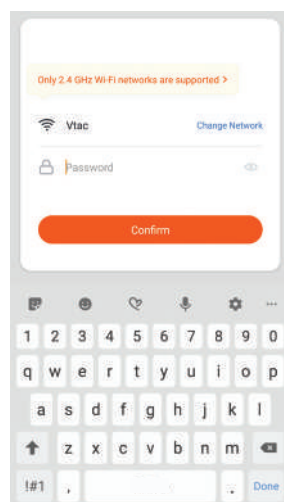 Only 2.4 GHz Wi-Fi networks are supported >
Vtac Change Network
Password
Confirm
1 2 3 4 5 6 7 8 9 0
q w e r t y u i o p
a s d f g h j k l
z x c v b n m
!#1 , . Done